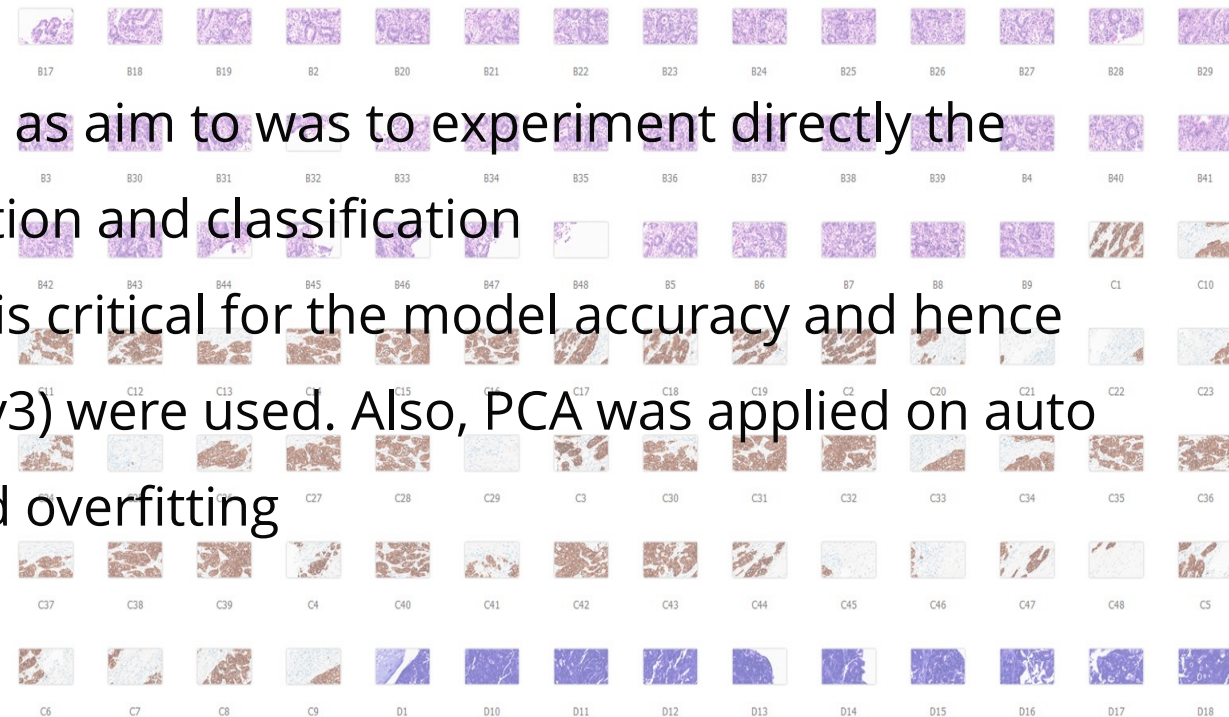 B17 B18 B19 B2 B20 B21 B22 B23 B24 B25 B26 B27 B28 B29
as aim to was to experiment directly the
B3 B30 B31 B32 B33 B34 B35 B36 B37 B38 B39 B4 B40 B41
tion and classification
B42 B43 B44 B45 B46 B47 B48 B5 B6 B7 B8 B9 C1 C10
is critical for the model accuracy and hence
C11 C12 C13 C14 C15 C16 C17 C18 C19 C2 C20 C21 C22 C23
v3) were used. Also, PCA was applied on auto
C27 C28 C29 C3 C30 C31 C32 C33 C34 C35 C36
d overfitting
C37 C38 C39 C4 C40 C41 C42 C43 C44 C45 C46 C47 C48 C5
C6 C7 C8 C9 D1 D10 D11 D12 D13 D14 D15 D16 D17 D18